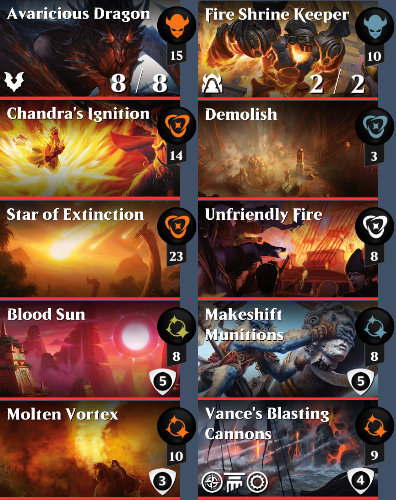 Avaricious Dragon
15
8 / 8
Fire Shrine Keeper
10
2 / 2
Chandra's Ignition
14
Demolish
3
Star of Extinction
23
Unfriendly Fire
8
Blood Sun
8
5
Makeshift
Munitions
8
5
Molten Vortex
10
3
Vance's Blasting
Cannons
9
4